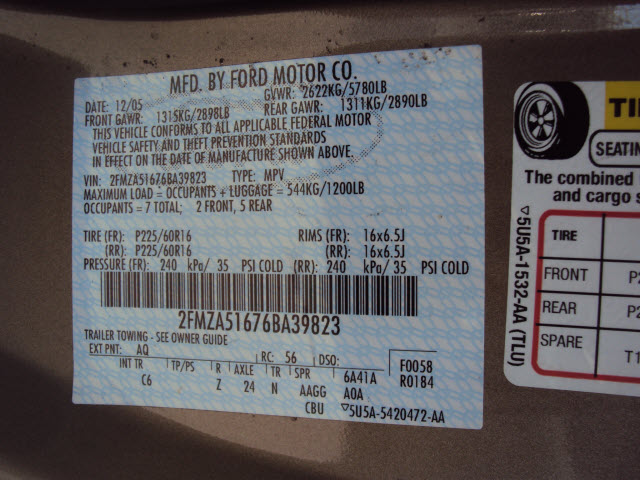 MFD. BY FORD MOTOR CO.
DATE: 12/05 GVWR: 2622KG/5780LB
FRONT GAWR: 1315KG/2898LB REAR GAWR: 1311KG/2890LB
THIS VEHICLE CONFORMS TO ALL APPLICABLE FEDERAL MOTOR
VEHICLE SAFETY AND THEFT PREVENTION STANDARDS
IN EFFECT ON THE DATE OF MANUFACTURE SHOWN ABOVE.
VIN: 2FMZA51676BA39823 TYPE: MPV
MAXIMUM LOAD = OCCUPANTS + LUGGAGE = 544KG/1200LB
OCCUPANTS = 7 TOTAL; 2 FRONT, 5 REAR
TIRE (FR): P225/60R16 RIMS (FR): 16x6.5J
(RR): P225/60R16 (RR): 16x6.5J
PRESSURE (FR): 240 kPa/ 35 PSI COLD (RR): 240 kPa/ 35 PSI COLD
2FMZA51676BA39823
TRAILER TOWING - SEE OWNER GUIDE
EXT PNT: AQ RC: 56 DSO: F0058
INT TR TP/PS R AXLE TR SPR 6A41A R0184
C6 Z 24 N AAGG A0A
CBU ▽5U5A-5420472-AA
TI
SEATIN
The combined
and cargo s
TIRE
FRONT P2
REAR P2
SPARE T1
▽5U5A-1532-AA (TLU)